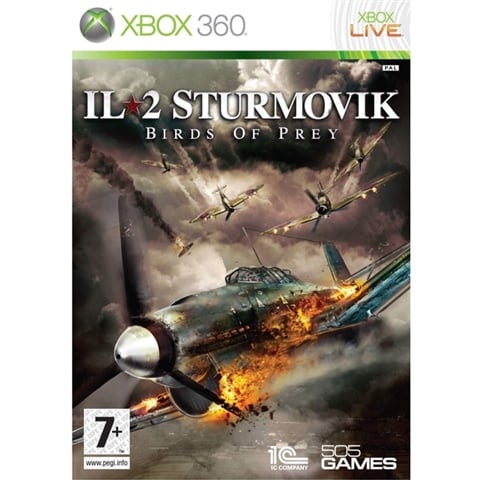 XBOX 360.
XBOX
LIVE
PAL
IL★2 STURMOVIK
BIRDS OF PREY
7+
www.pegi.info
1C
1C COMPANY
505
GAMES